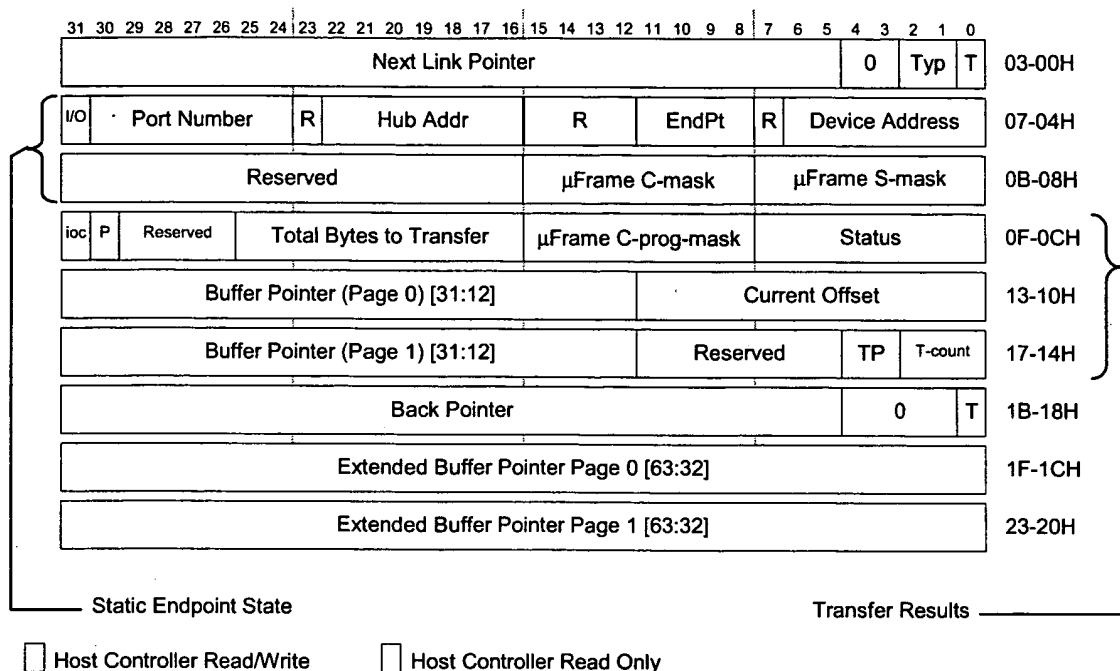 31 30 29 28 27 26 25 24 23 22 21 20 19 18 17 16 15 14 13 12 11 10 9 8 7 6 5 4 3 2 1 0
Next Link Pointer 0 Typ T 03-00H
I/O Port Number R Hub Addr R EndPt R Device Address 07-04H
Reserved µFrame C-mask µFrame S-mask 0B-08H
ioc P Reserved Total Bytes to Transfer µFrame C-prog-mask Status 0F-0CH
Buffer Pointer (Page 0) [31:12] Current Offset 13-10H
Buffer Pointer (Page 1) [31:12] Reserved TP T-count 17-14H
Back Pointer 0 T 1B-18H
Extended Buffer Pointer Page 0 [63:32] 1F-1CH
Extended Buffer Pointer Page 1 [63:32] 23-20H
Static Endpoint State Transfer Results
Host Controller Read/Write Host Controller Read Only